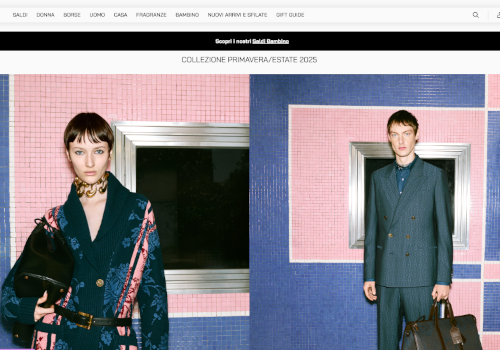 SALDI DONNA BORSE UOMO CASA FRAGRANZE BAMBINO NUOVI ARRIVI E SFILATE GIFT GUIDE
Scopri i nostri Saldi Bambino
COLLEZIONE PRIMAVERA/ESTATE 2025